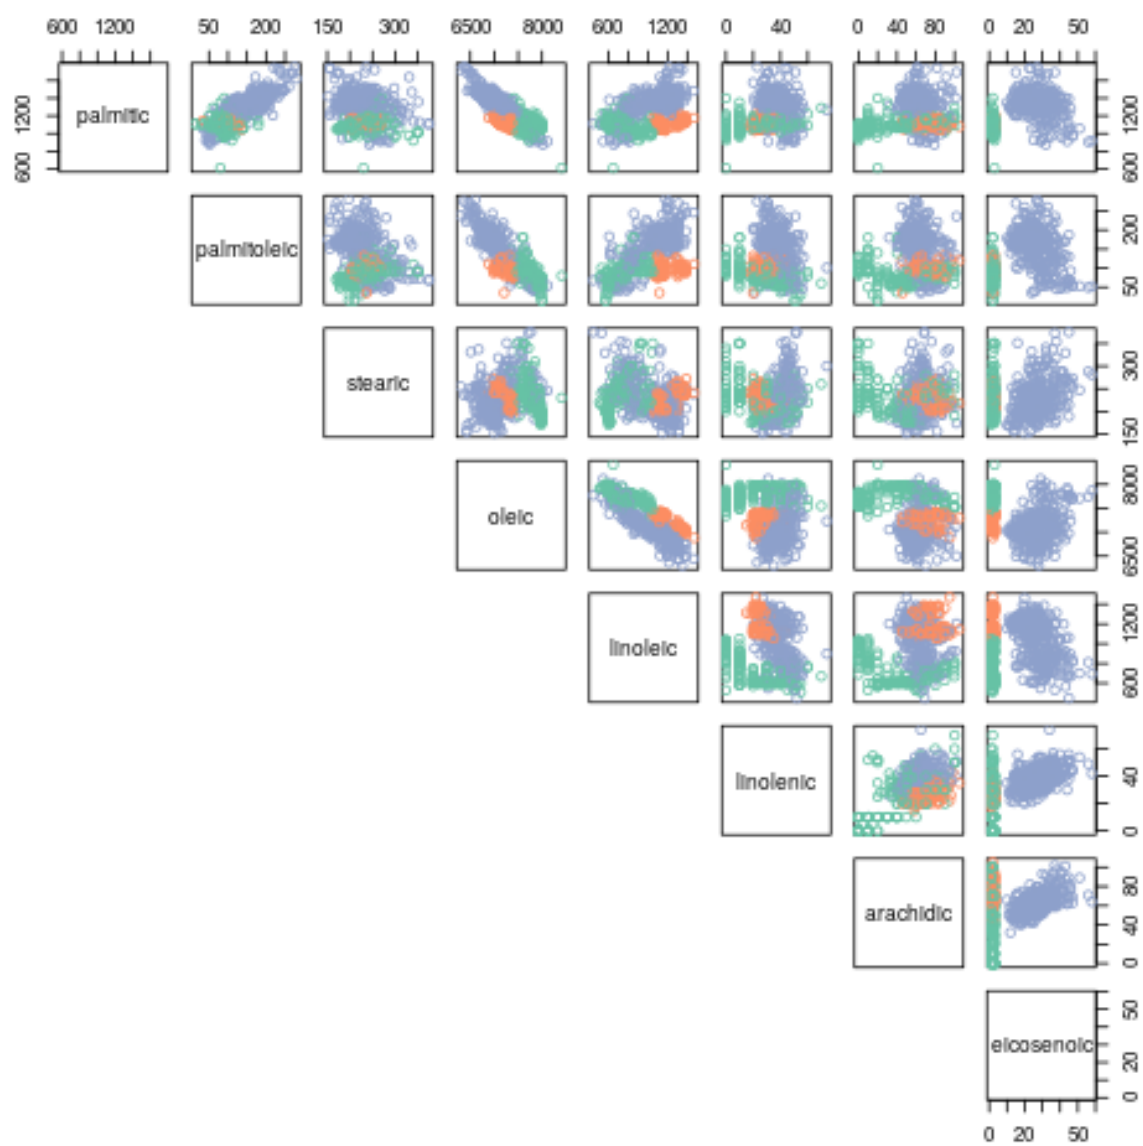 600 1200 50 200 150 300 6500 8000 600 1200 0 40 0 40 80 0 20 50
palmitic 600 1200 600 1200
palmitoleic 50 200
stearic 150 300
oleic 6500 8000
linoleic 600 1200
linolenic 0 40
arachidic 0 40 80
eicosenoic 0 20 50
0 20 50